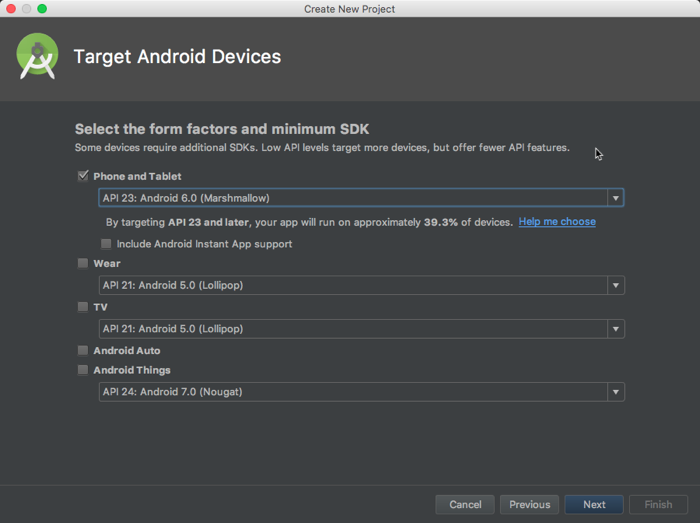 Create New Project
Target Android Devices
Select the form factors and minimum SDK
Some devices require additional SDKs. Low API levels target more devices, but offer fewer API features.
Phone and Tablet
API 23: Android 6.0 (Marshmallow)
By targeting API 23 and later, your app will run on approximately 39.3% of devices. Help me choose
Include Android Instant App support
Wear
API 21: Android 5.0 (Lollipop)
TV
API 21: Android 5.0 (Lollipop)
Android Auto
Android Things
API 24: Android 7.0 (Nougat)
Cancel Previous Next Finish